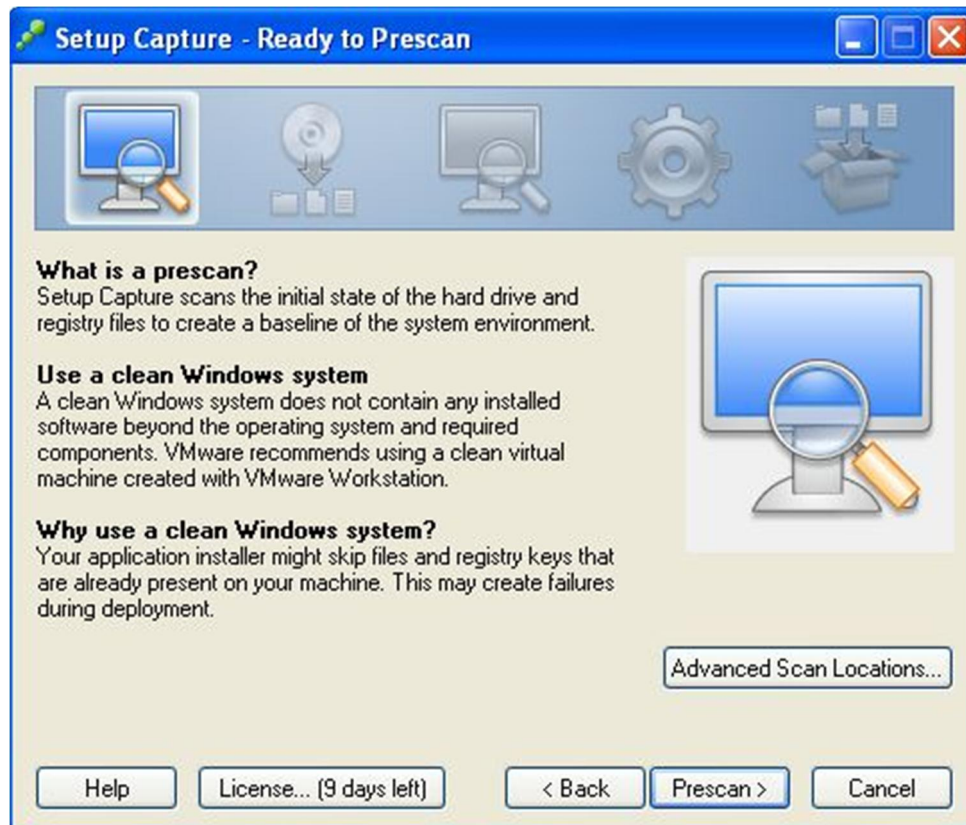 Setup Capture - Ready to Prescan
What is a prescan?
Setup Capture scans the initial state of the hard drive and
registry files to create a baseline of the system environment.
Use a clean Windows system
A clean Windows system does not contain any installed
software beyond the operating system and required
components. VMware recommends using a clean virtual
machine created with VMware Workstation.
Why use a clean Windows system?
Your application installer might skip files and registry keys that
are already present on your machine. This may create failures
during deployment.
Advanced Scan Locations...
Help
License... (9 days left)
< Back
Prescan >
Cancel